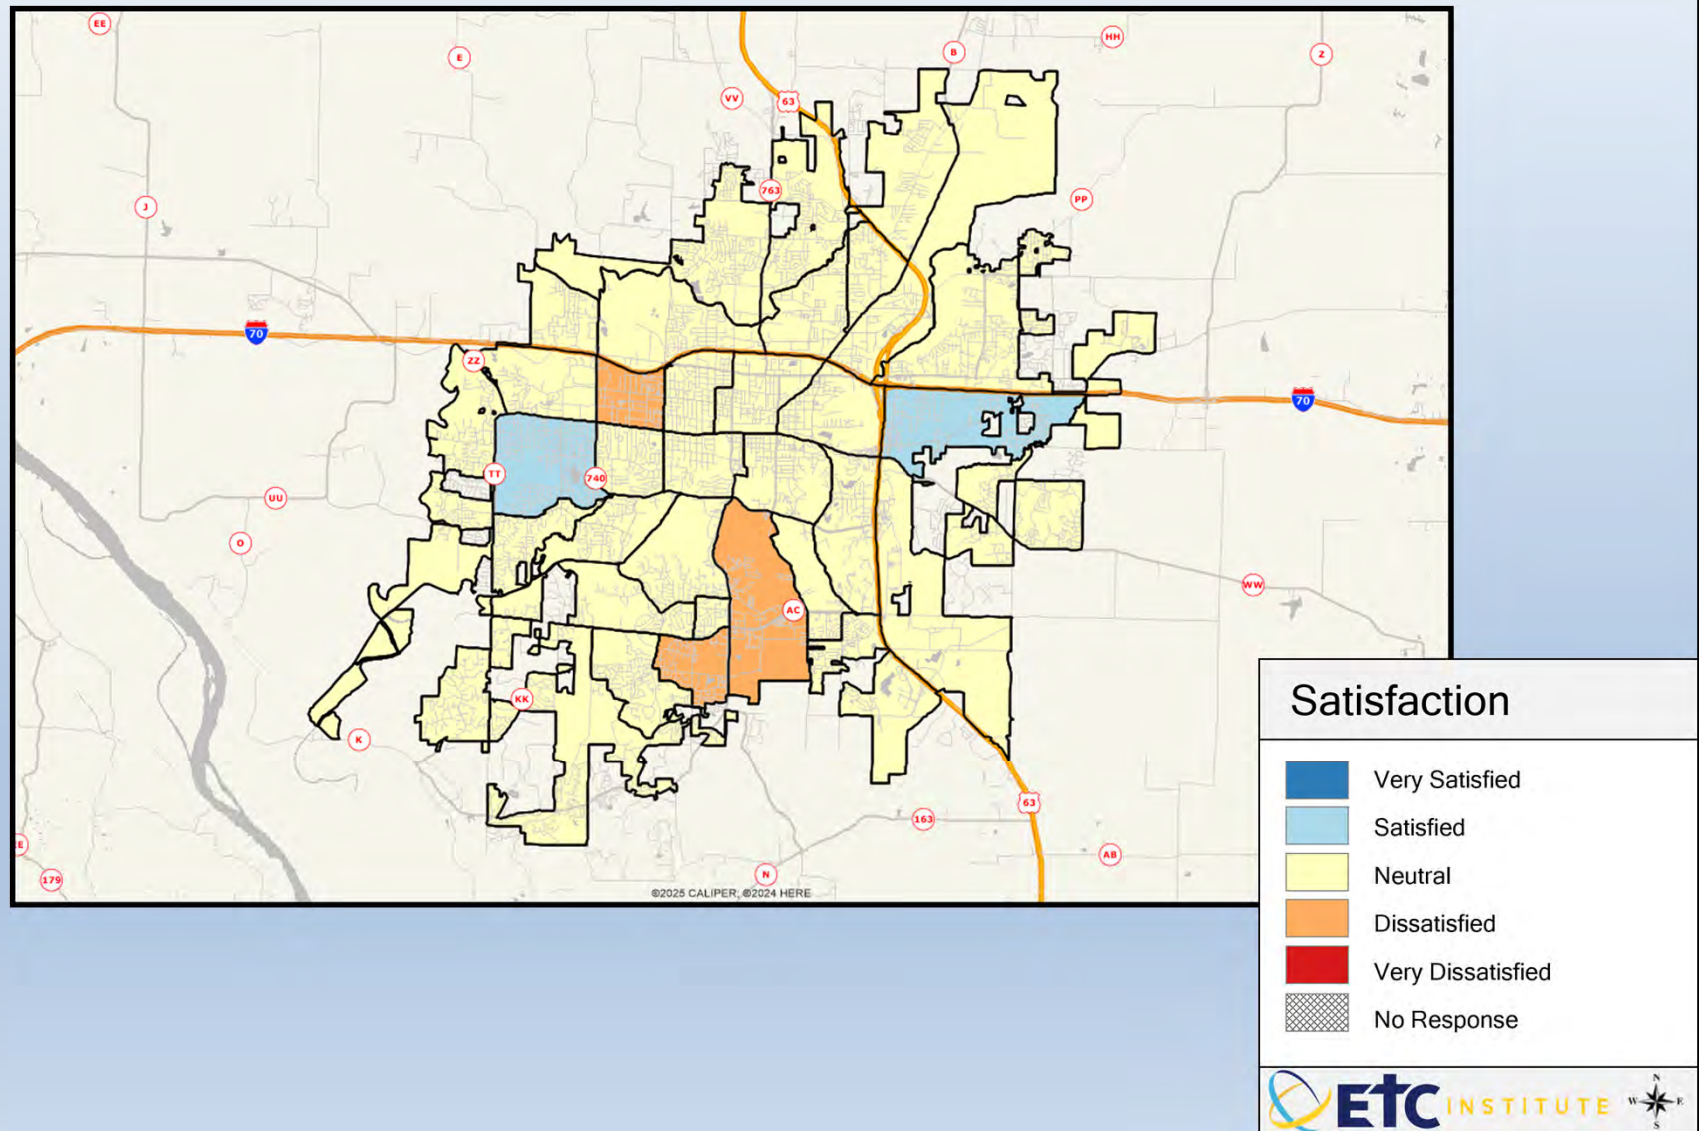 EE
E
B
HH
Z
VV
63
763
J
PP
70
ZZ
70
TT
740
UU
O
WW
AC
KK
K
63
163
EE
AB
N
179
©2025 CALIPER; ©2024 HERE
Satisfaction
Very Satisfied
Satisfied
Neutral
Dissatisfied
Very Dissatisfied
No Response
N
W E
S
ETC INSTITUTE